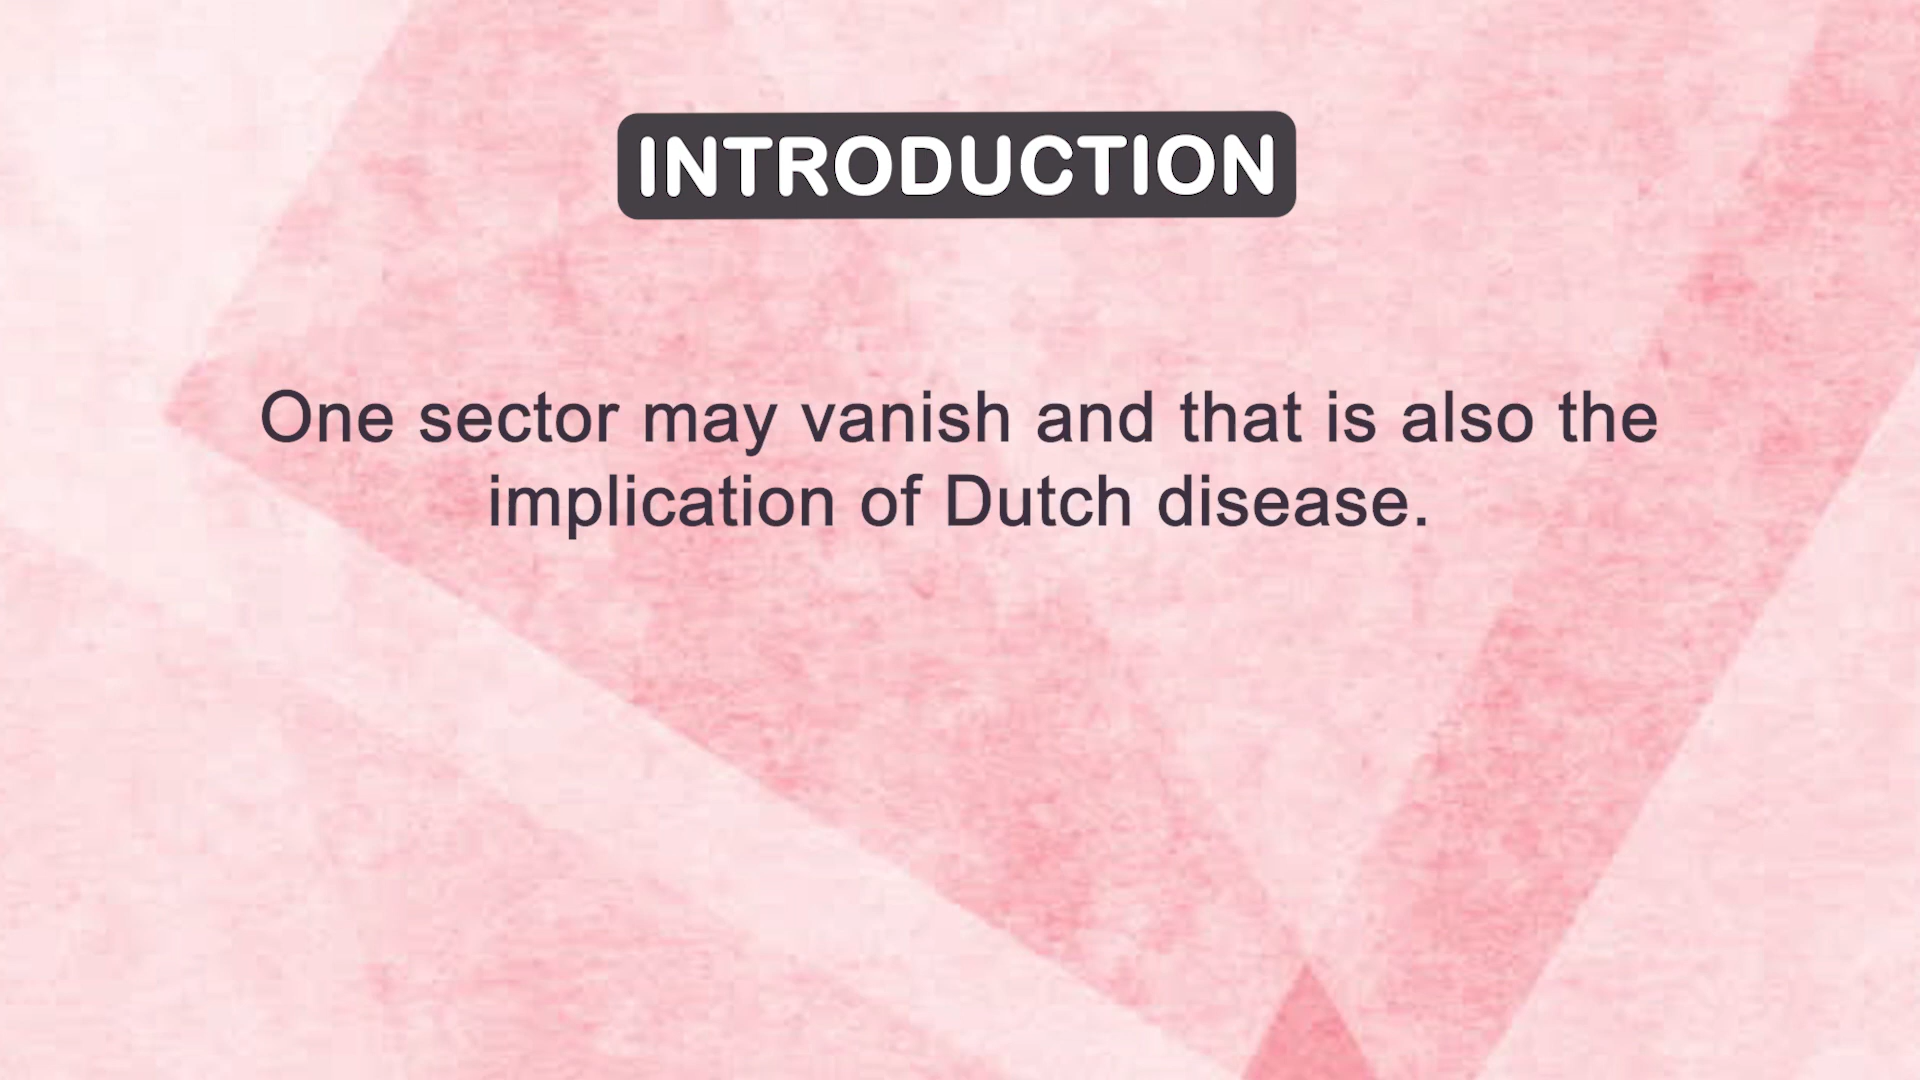 INTRODUCTION
One sector may vanish and that is also the
implication of Dutch disease.